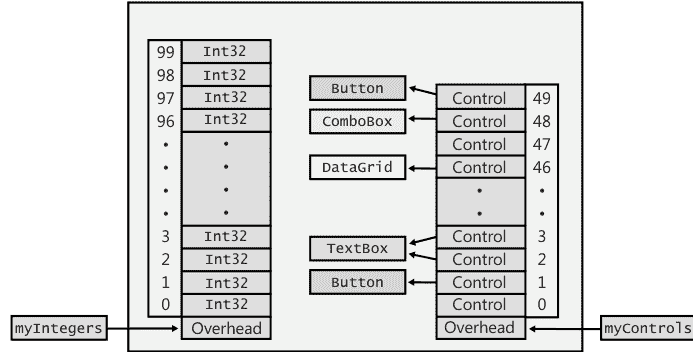 99 Int32
98 Int32
97 Int32 Button Control 49
96 Int32 ComboBox Control 48
Control 47
DataGrid Control 46
3 Int32 Control 3
TextBox
2 Int32 Control 2
1 Int32 Button Control 1
0 Int32 Control 0
myIntegers Overhead Overhead myControls